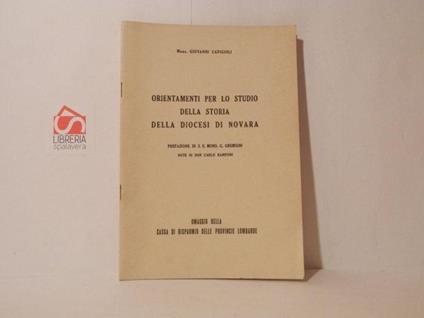 Mons. GIOVANNI CAVIGIOLI
ORIENTAMENTI PER LO STUDIO
DELLA STORIA
DELLA DIOCESI DI NOVARA
PREFAZIONE DI S. E. MONS. G. GREMIGNI
NOTE DI DON CARLO RAMPONI
OMAGGIO DELLA
CASSA DI RISPARMIO DELLE PROVINCIE LOMBARDE
LIBRERIA
spalavera